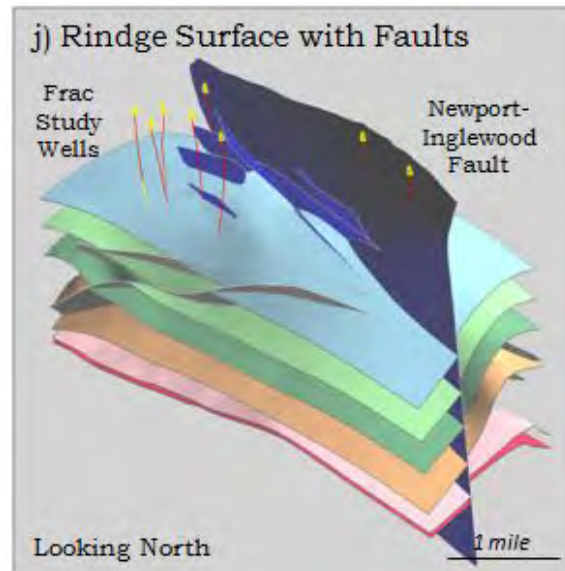 j) Rindge Surface with Faults
Frac
Study
Wells
Newport-
Inglewood
Fault
Looking North
1 mile